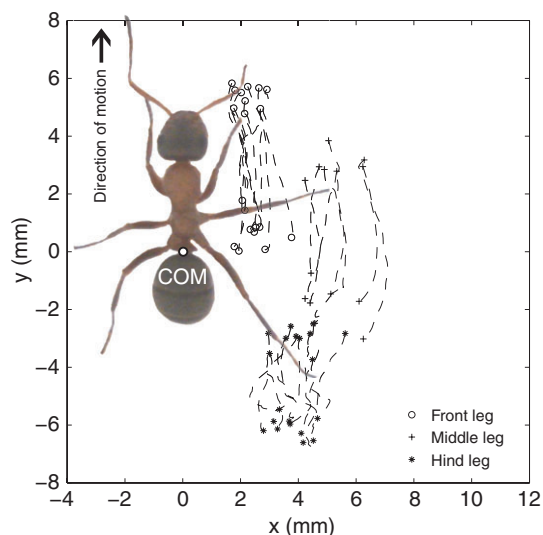 8
6
4
2
0
−2
−4
−6
−8
y (mm)
Direction of motion
COM
Front leg
Middle leg
Hind leg
−4 −2 0 2 4 6 8 10 12
x (mm)